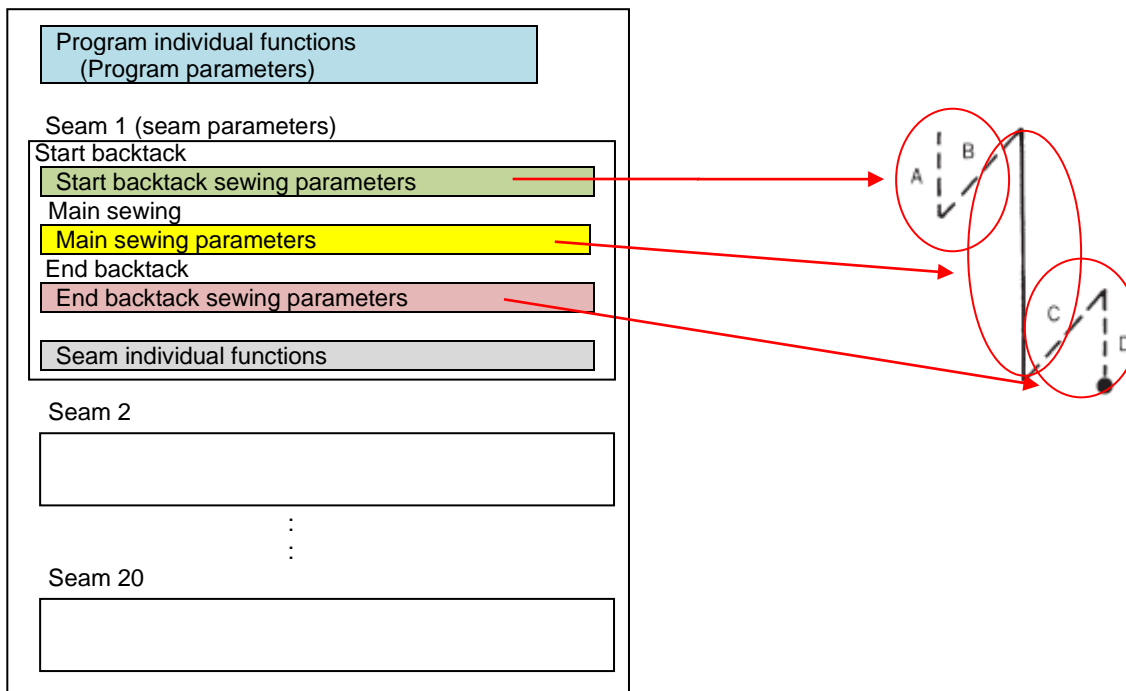 Program individual functions
(Program parameters)
Seam 1 (seam parameters)
Start backtack
Start backtack sewing parameters
Main sewing
Main sewing parameters
End backtack
End backtack sewing parameters
Seam individual functions
Seam 2
:
:
Seam 20
A
B
C
D